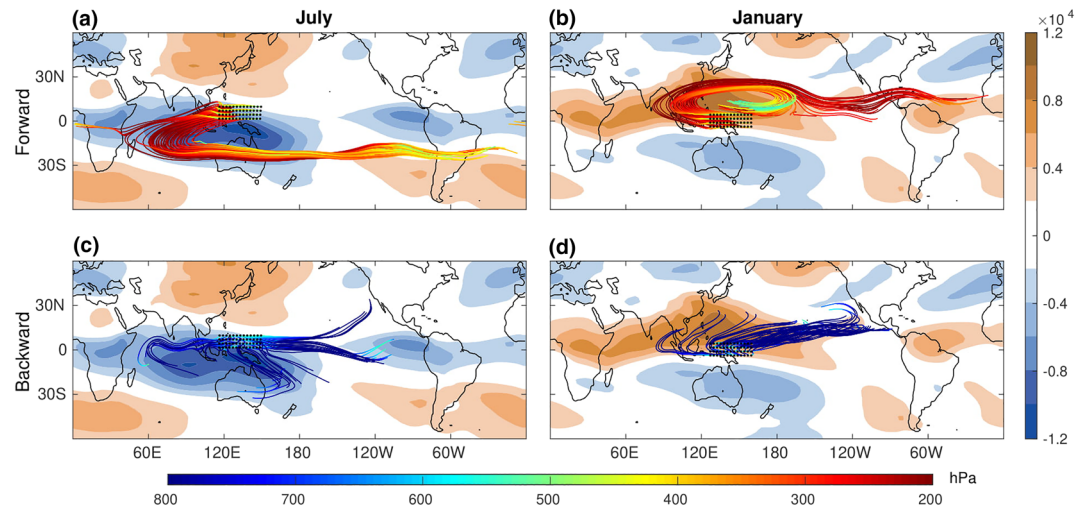 July
January
(a)
(b)
×10⁴
Forward
30N
0
30S
1.2
0.8
0.4
0
-0.4
-0.8
-1.2
(c)
(d)
Backward
30N
0
30S
60E 120E 180 120W 60W
60E 120E 180 120W 60W
hPa
800 700 600 500 400 300 200